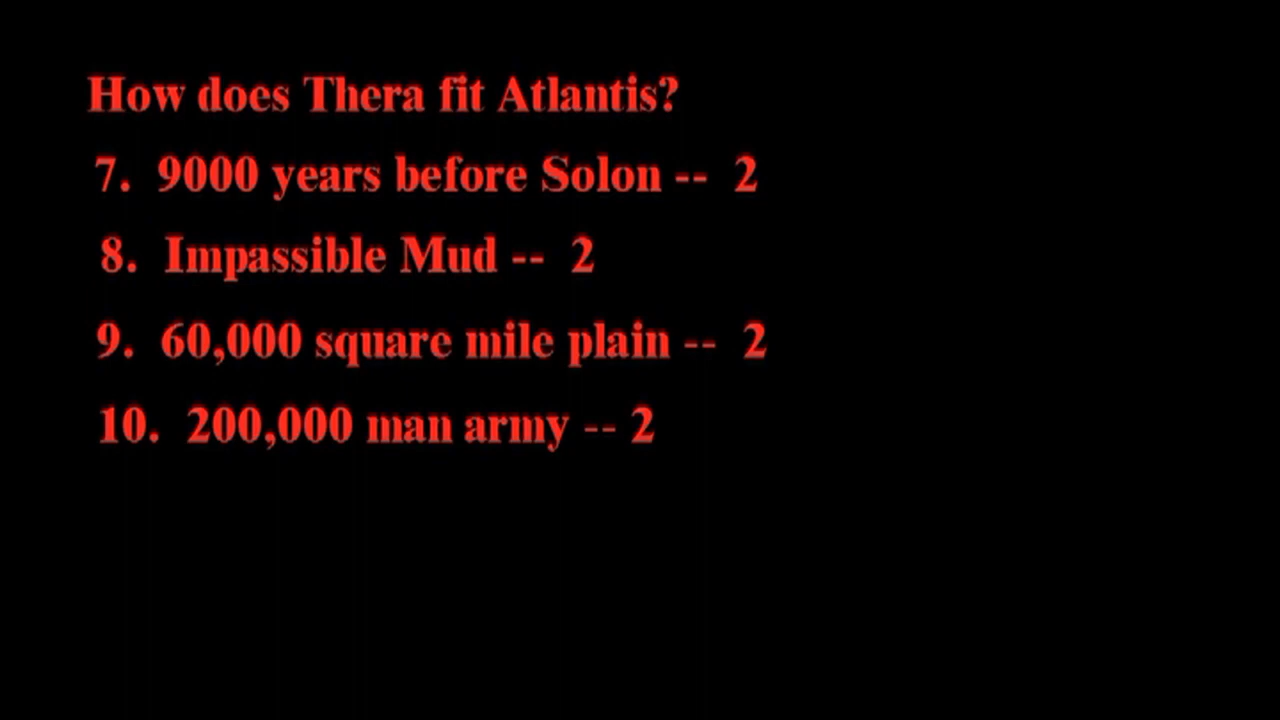 How does Thera fit Atlantis?
7. 9000 years before Solon -- 2
8. Impassible Mud -- 2
9. 60,000 square mile plain -- 2
10. 200,000 man army -- 2